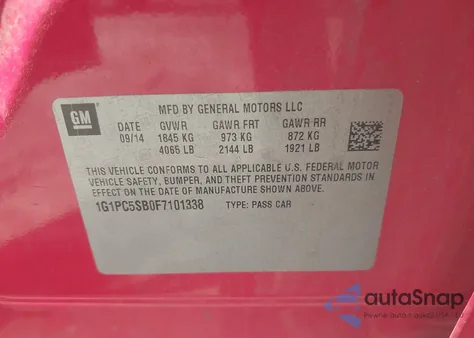 GM
MFD BY GENERAL MOTORS LLC
DATE GVWR GAWR FRT GAWR RR
09/14 1845 KG 973 KG 872 KG
4065 LB 2144 LB 1921 LB
THIS VEHICLE CONFORMS TO ALL APPLICABLE U.S. FEDERAL MOTOR
VEHICLE SAFETY, BUMPER, AND THEFT PREVENTION STANDARDS IN
EFFECT ON THE DATE OF MANUFACTURE SHOWN ABOVE.
1G1PC5SB0F7101338 TYPE: PASS CAR
autoSnap